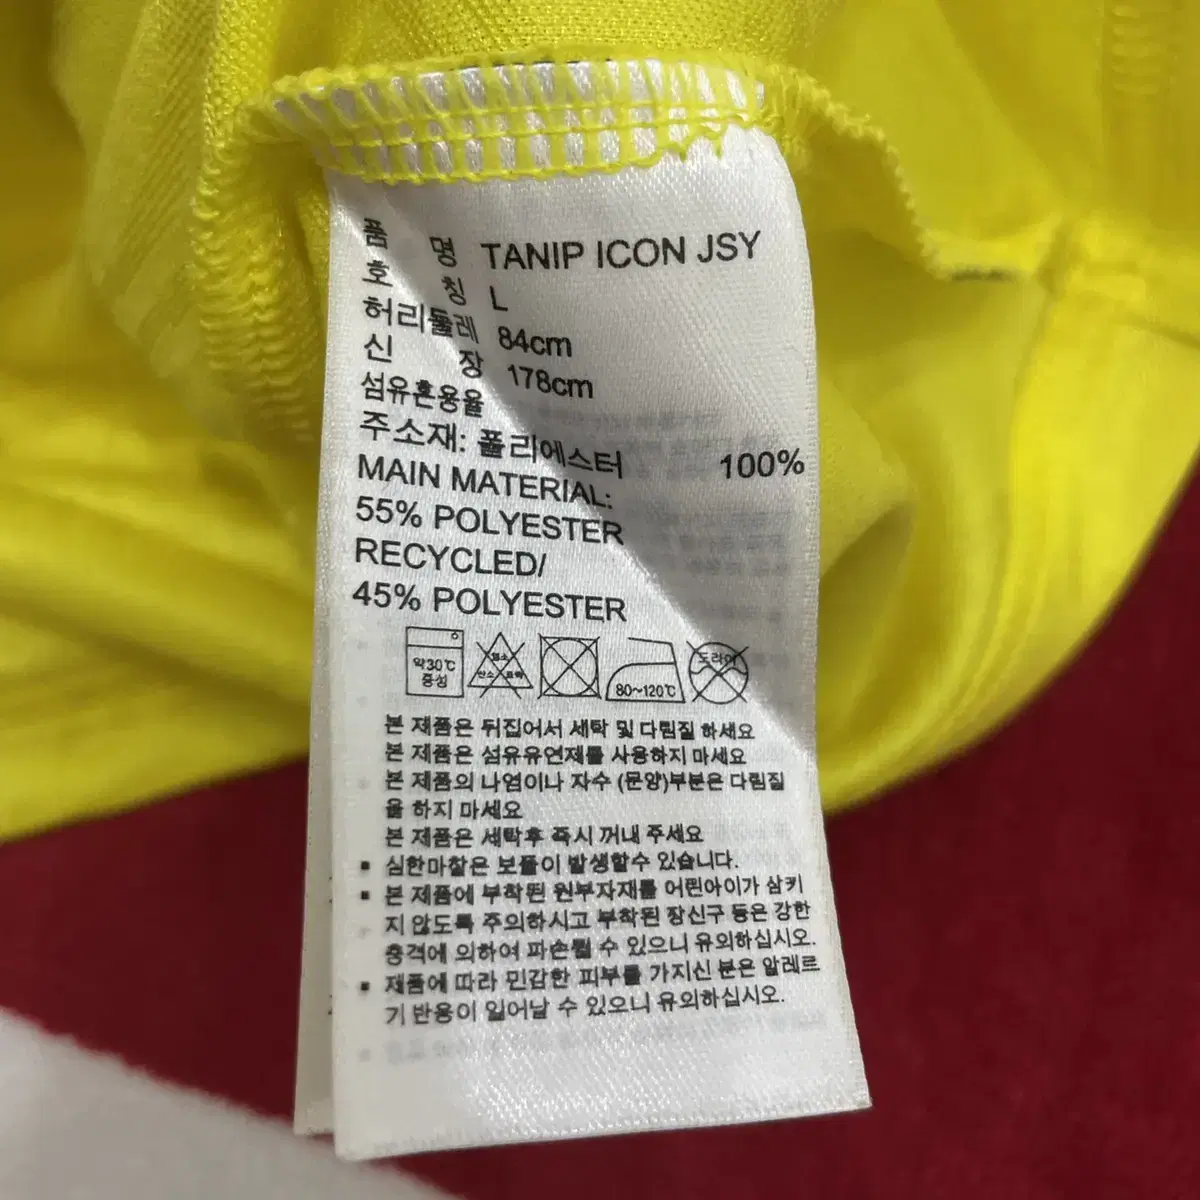 품 명 TANIP ICON JSY
호 칭 L
허리둘레 84cm
신 장 178cm
섬유혼용율
주소재: 폴리에스터 100%
MAIN MATERIAL:
55% POLYESTER
RECYCLED/
45% POLYESTER
약30℃ 중성
염소 산소 표백
80~120℃
드라이
본 제품은 뒤집어서 세탁 및 다림질 하세요
본 제품은 섬유유연제를 사용하지 마세요
본 제품의 나염이나 자수 (문양)부분은 다림질
을 하지 마세요
본 제품은 세탁후 즉시 꺼내 주세요
▪ 심한마찰은 보풀이 발생할수 있습니다.
▪ 본 제품에 부착된 원부자재를 어린아이가 삼키
지 않도록 주의하시고 부착된 장신구 등은 강한
충격에 의하여 파손될 수 있으니 유의하십시오.
▪ 제품에 따라 민감한 피부를 가지신 분은 알레르
기 반응이 일어날 수 있으니 유의하십시오.